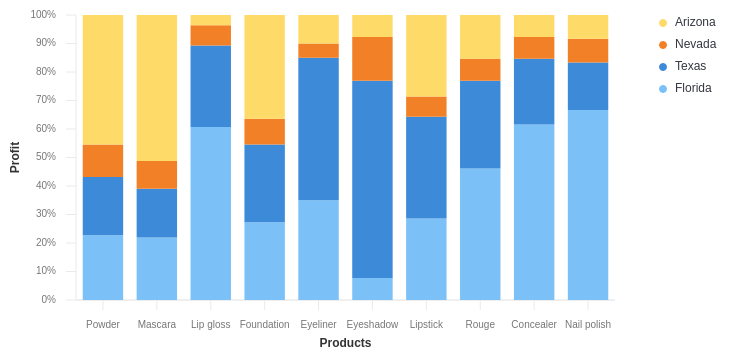 100%
90%
80%
70%
60%
50%
40%
30%
20%
10%
0%
Profit
Powder Mascara Lip gloss Foundation Eyeliner Eyeshadow Lipstick Rouge Concealer Nail polish
Products
Arizona
Nevada
Texas
Florida